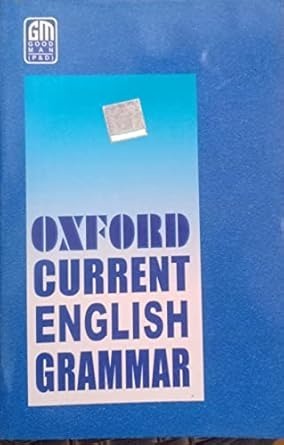 GM
GOOD
MAN
(P&D)
OXFORD
CURRENT
ENGLISH
GRAMMAR